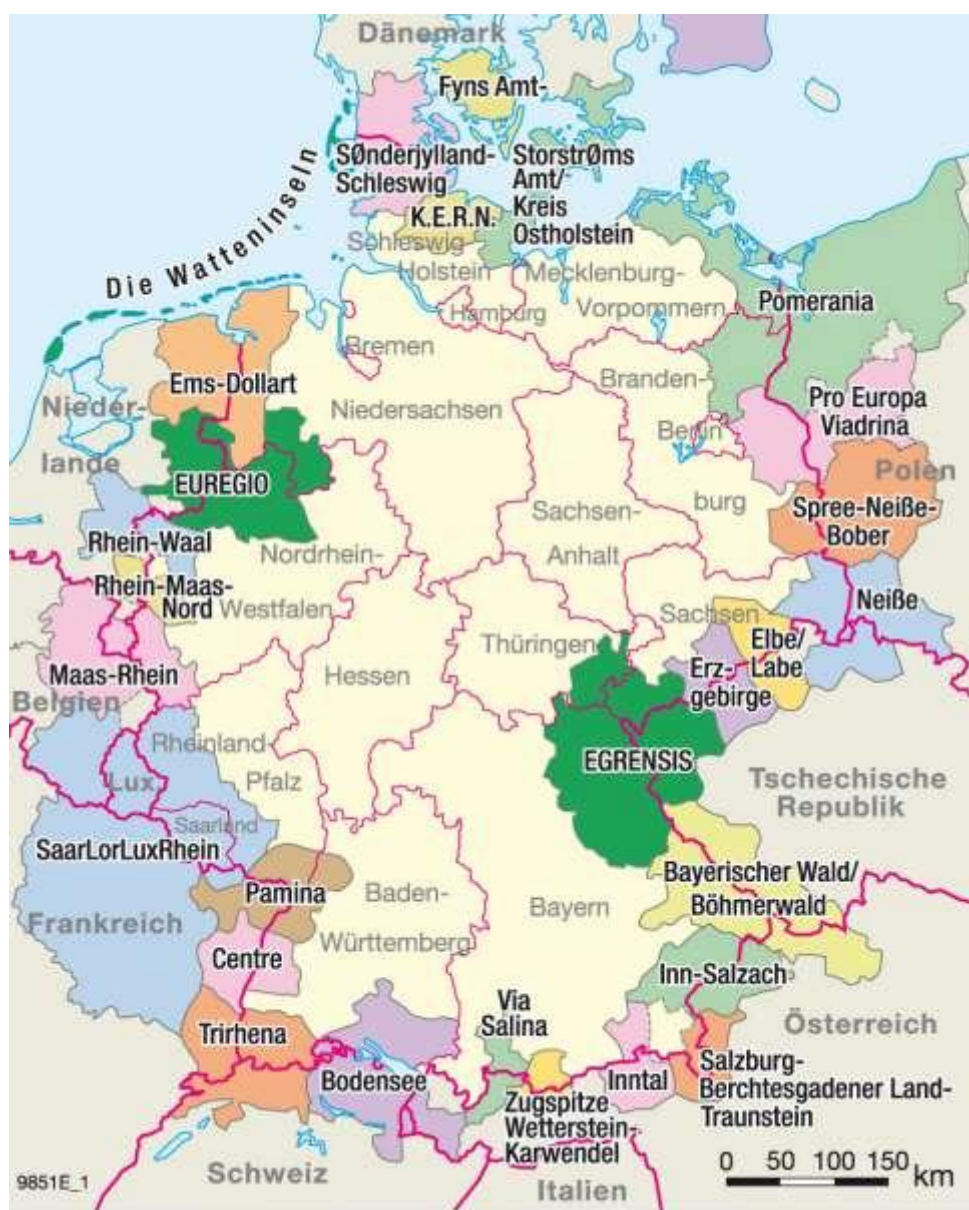 Dänemark
Fyns Amt-
SØnderjylland-
Schleswig
StorstrØms
Amt/
Kreis
Ostholstein
K.E.R.N.
Schleswig
Holstein
Die Watteninseln
Mecklenburg-
Vorpommern
Hamburg
Pomerania
Bremen
Ems-Dollart
Niedersachsen
Branden-
burg
Berlin
Pro Europa
Viadrina
Nieder-
lande
EUREGIO
Polen
Spree-Neiße-
Bober
Sachsen-
Anhalt
Rhein-Waal
Nordrhein-
Westfalen
Rhein-Maas-
Nord
Neiße
Sachsen
Elbe/
Labe
Thüringen
Erz-
gebirge
Hessen
Maas-Rhein
Belgien
Rheinland-
Pfalz
EGRENSIS
Lux
Tschechische
Republik
Saarland
SaarLorLuxRhein
Bayerischer Wald/
Böhmerwald
Pamina
Baden-
Württemberg
Bayern
Frankreich
Centre
Inn-Salzach
Via
Salina
Trirhena
Österreich
Bodensee
Inntal
Salzburg-
Berchtesgadener Land-
Traunstein
Zugspitze
Wetterstein-
Karwendel
Schweiz
Italien
0 50 100 150 km
9851E_1